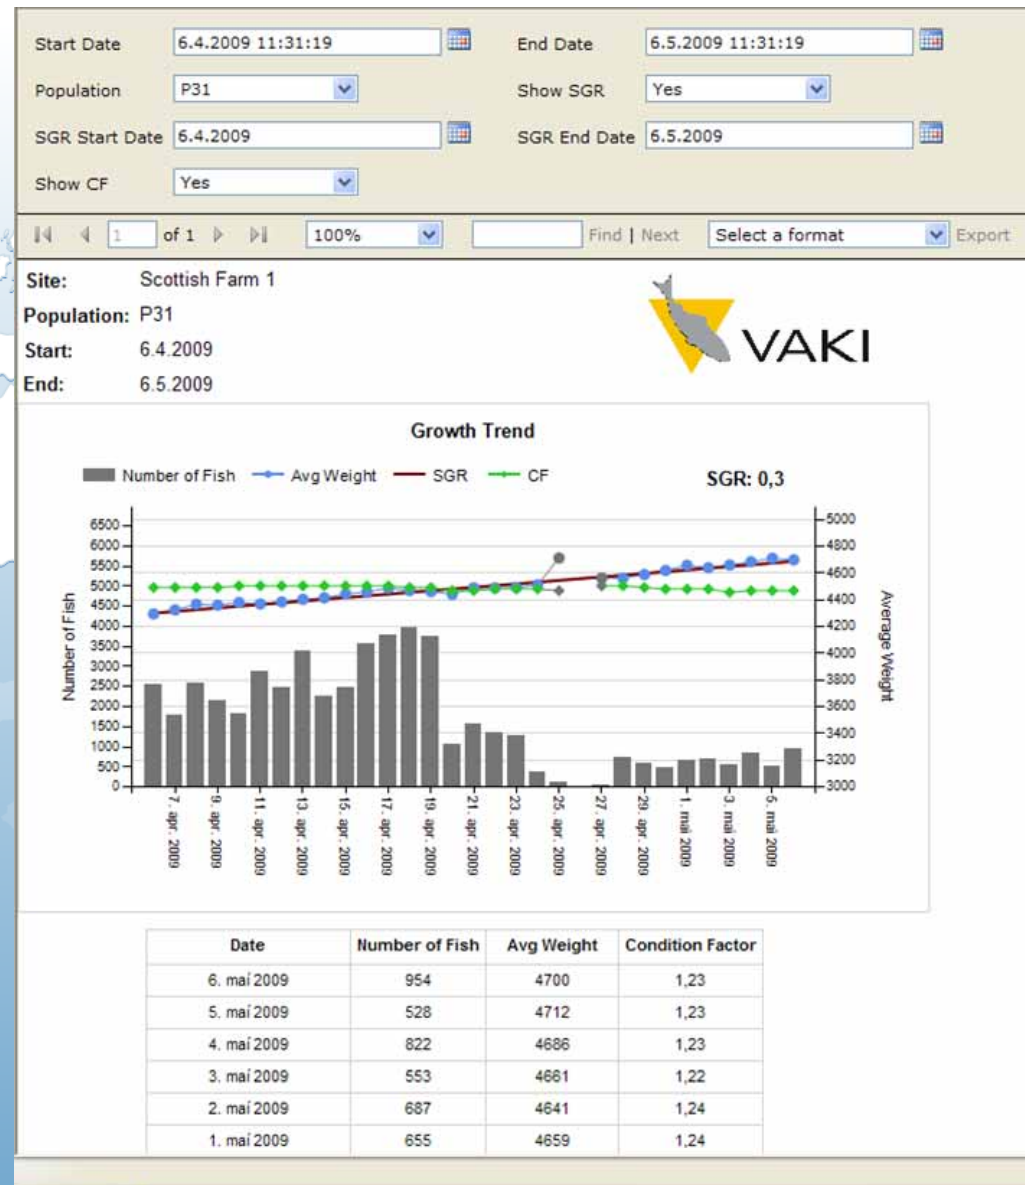 Start Date 6.4.2009 11:31:19 End Date 6.5.2009 11:31:19
Population P31 Show SGR Yes
SGR Start Date 6.4.2009 SGR End Date 6.5.2009
Show CF Yes
1 of 1 100% Find | Next Select a format Export
Site: Scottish Farm 1
Population: P31
Start: 6.4.2009
End: 6.5.2009
VAKI
Growth Trend
Number of Fish Avg Weight SGR CF SGR: 0,3
Number of Fish
6500
6000
5500
5000
4500
4000
3500
3000
2500
2000
1500
1000
500
0
5000
4800
4600
4400
4200
4000
3800
3600
3400
3200
3000
Average Weight
7. apr. 2009
9. apr. 2009
11. apr. 2009
13. apr. 2009
15. apr. 2009
17. apr. 2009
19. apr. 2009
21. apr. 2009
23. apr. 2009
25. apr. 2009
27. apr. 2009
29. apr. 2009
1. maí 2009
3. maí 2009
5. maí 2009
Date Number of Fish Avg Weight Condition Factor
6. maí 2009 954 4700 1,23
5. maí 2009 528 4712 1,23
4. maí 2009 822 4686 1,23
3. maí 2009 553 4661 1,22
2. maí 2009 687 4641 1,24
1. maí 2009 655 4659 1,24